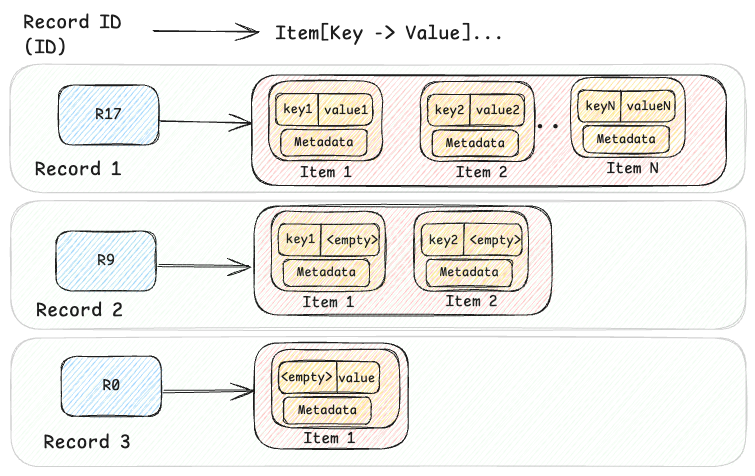 Record ID
(ID)
Item[Key -> Value]...
R17
key1 value1
key2 value2
keyN valueN
Metadata
Metadata
..
Metadata
Record 1
Item 1
Item 2
Item N
R9
key1 <empty>
key2 <empty>
Metadata
Metadata
Record 2
Item 1
Item 2
R0
<empty> value
Metadata
Record 3
Item 1